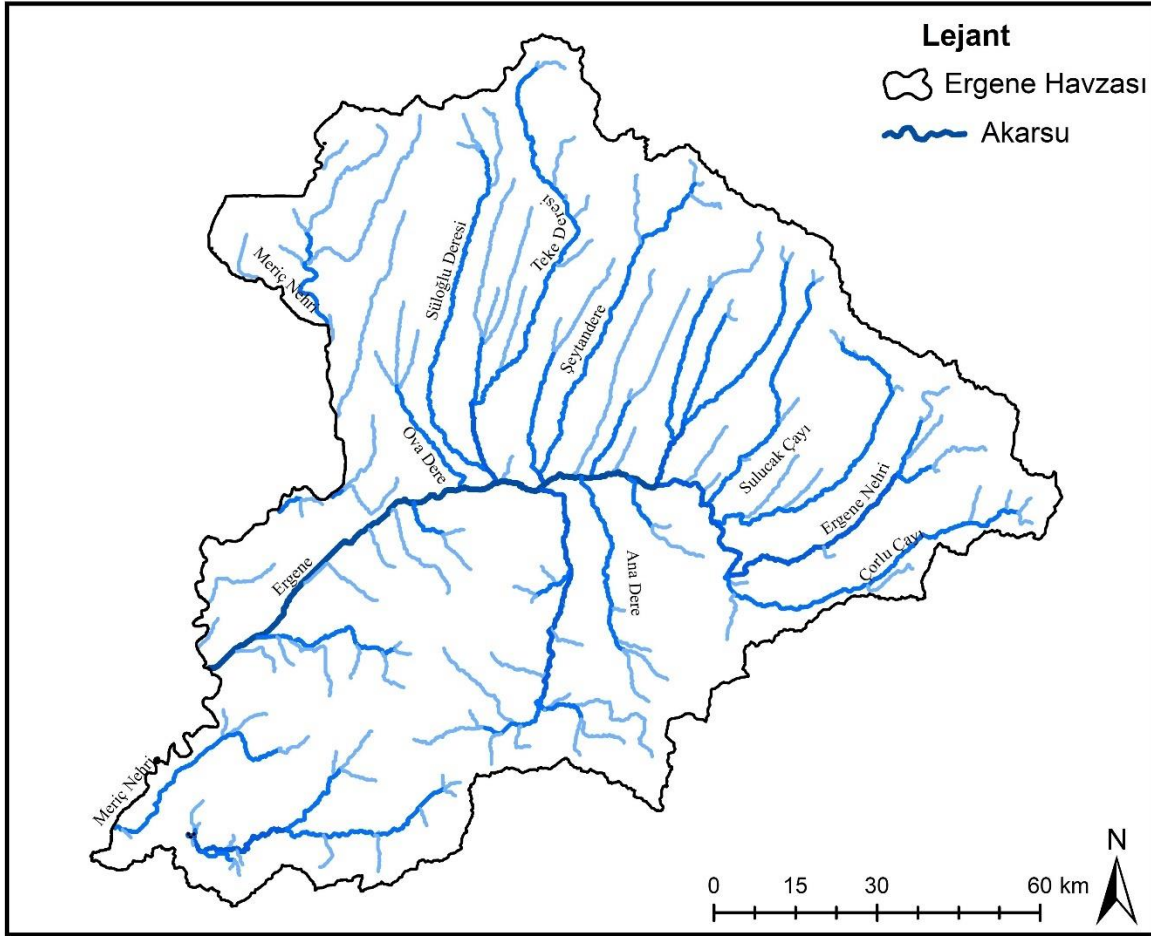 Lejant
Ergene Havzası
Akarsu
Meriç Nehri
Süloğlu Deresi
Teke Deresi
Şeytandere
Ova Dere
Sulucak Çayı
Ergene Nehri
Çorlu Çayı
Ana Dere
Ergene
Meriç Nehri
N
0 15 30 60 km